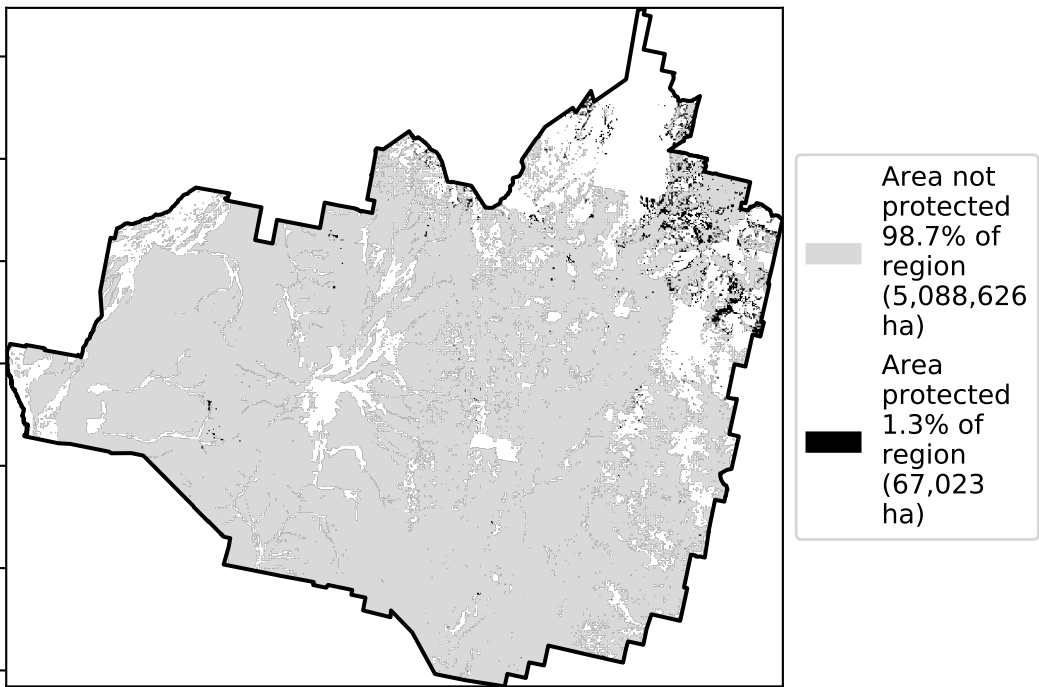 Area not
protected
98.7% of
region
(5,088,626
ha)
Area
protected
1.3% of
region
(67,023
ha)